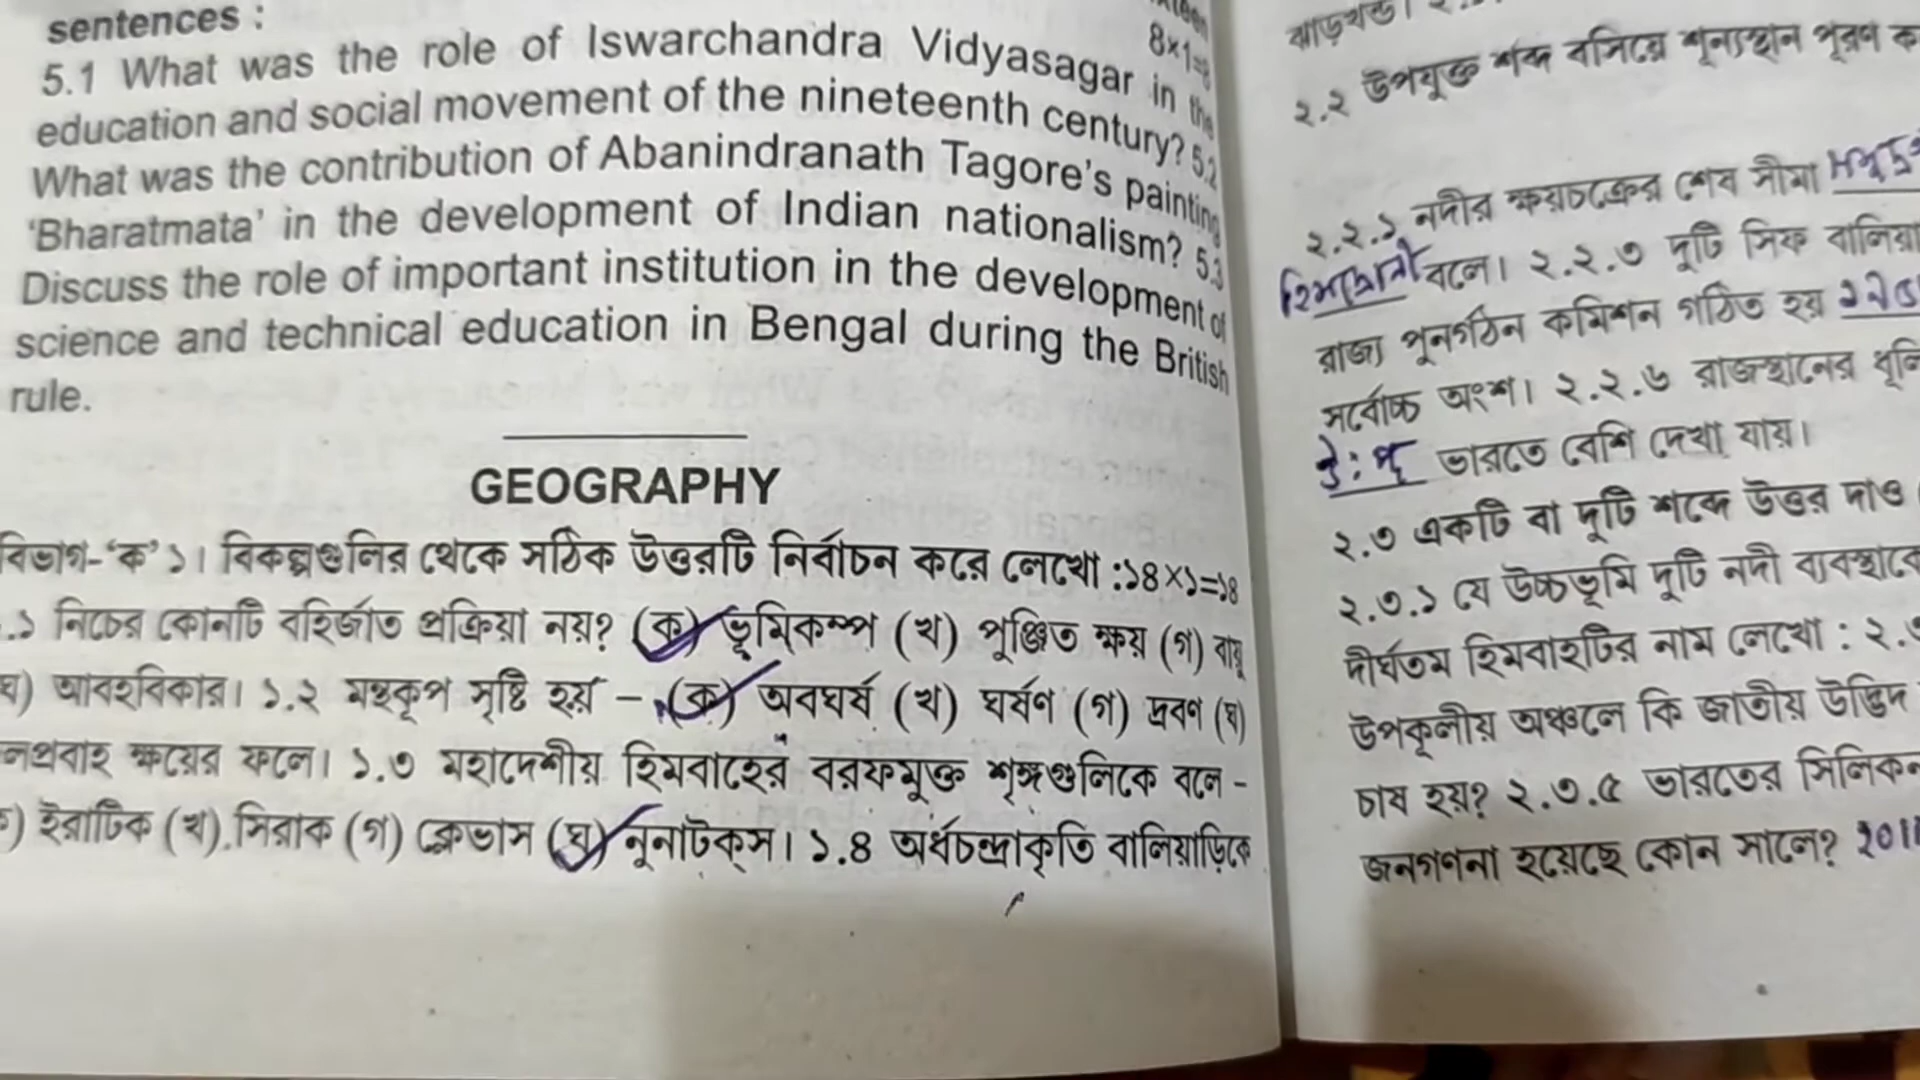 sentences :
8×1=8
5.1 What was the role of Iswarchandra Vidyasagar in the
education and social movement of the nineteenth century? 5.2
What was the contribution of Abanindranath Tagore's painting
'Bharatmata' in the development of Indian nationalism? 5.3
Discuss the role of important institution in the development of
science and technical education in Bengal during the British
rule.
GEOGRAPHY
বিভাগ-'ক' ১। বিকল্পগুলির থেকে সঠিক উত্তরটি নির্বাচন করে লেখো :১৪×১=১৪
.১ নিচের কোনটি বহির্জাত প্রক্রিয়া নয়? (ক) ভূমিকম্প (খ) পুঞ্জিত ক্ষয় (গ) বায়ু
ঘ) আবহবিকার। ১.২ মন্থকূপ সৃষ্টি হয় – (ক) অবঘর্ষ (খ) ঘর্ষণ (গ) দ্রবণ (ঘ)
লপ্রবাহ ক্ষয়ের ফলে। ১.৩ মহাদেশীয় হিমবাহের বরফমুক্ত শৃঙ্গগুলিকে বলে -
) ইরাটিক (খ) সিরাক (গ) ক্রেভাস (ঘ) নুনাটক্‌স। ১.৪ অর্ধচন্দ্রাকৃতি বালিয়াড়িকে
ঝাড়খন্ড।
২.২ উপযুক্ত শব্দ বসিয়ে শূন্যস্থান পূরণ ক
২.২.১ নদীর ক্ষয়চক্রের শেষ সীমা
বলে। ২.২.৩ দুটি সিফ বালিয়া
রাজ্য পুনর্গঠন কমিশন গঠিত হয়
সর্বোচ্চ অংশ। ২.২.৬ রাজস্থানের ধূলি
ভারতে বেশি দেখা যায়।
২.৩ একটি বা দুটি শব্দে উত্তর দাও
২.৩.১ যে উচ্চভূমি দুটি নদী ব্যবস্থাকে
দীর্ঘতম হিমবাহটির নাম লেখো : ২.৩
উপকূলীয় অঞ্চলে কি জাতীয় উদ্ভিদ
চাষ হয়? ২.৩.৫ ভারতের সিলিকন
জনগণনা হয়েছে কোন সালে? 2011